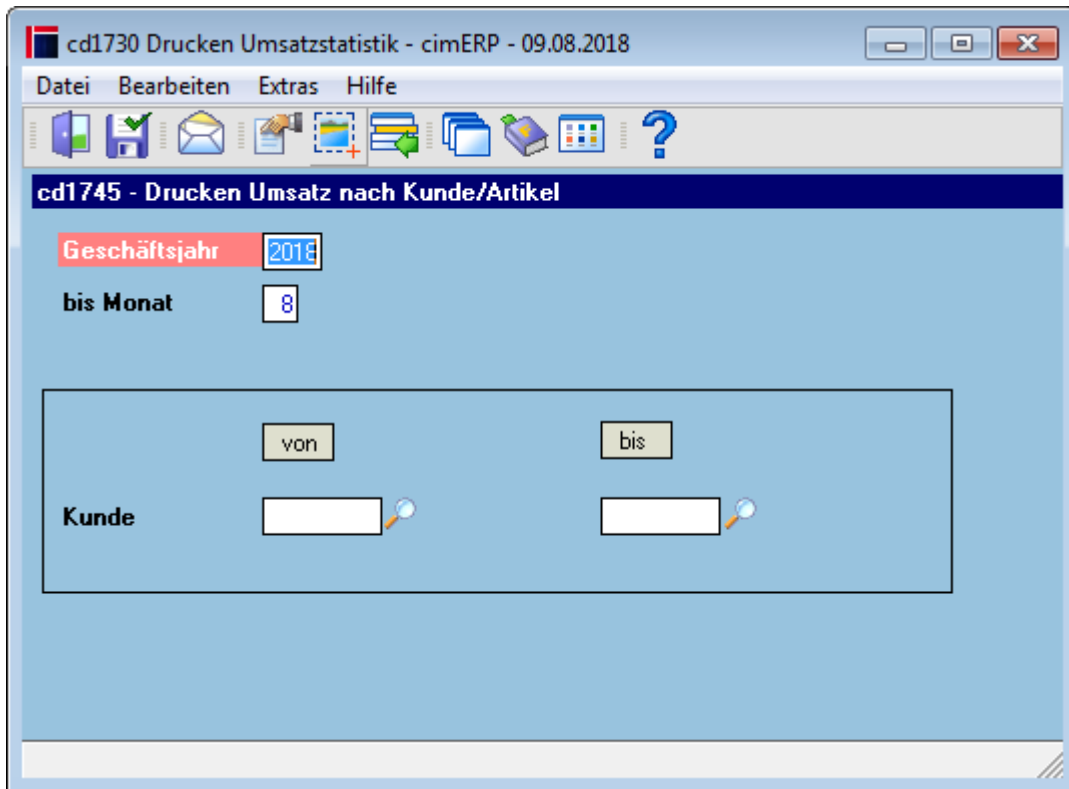 cd1730 Drucken Umsatzstatistik - cimERP - 09.08.2018
Datei Bearbeiten Extras Hilfe
cd1745 - Drucken Umsatz nach Kunde/Artikel
Geschäftsjahr 2018
bis Monat 8
von bis
Kunde